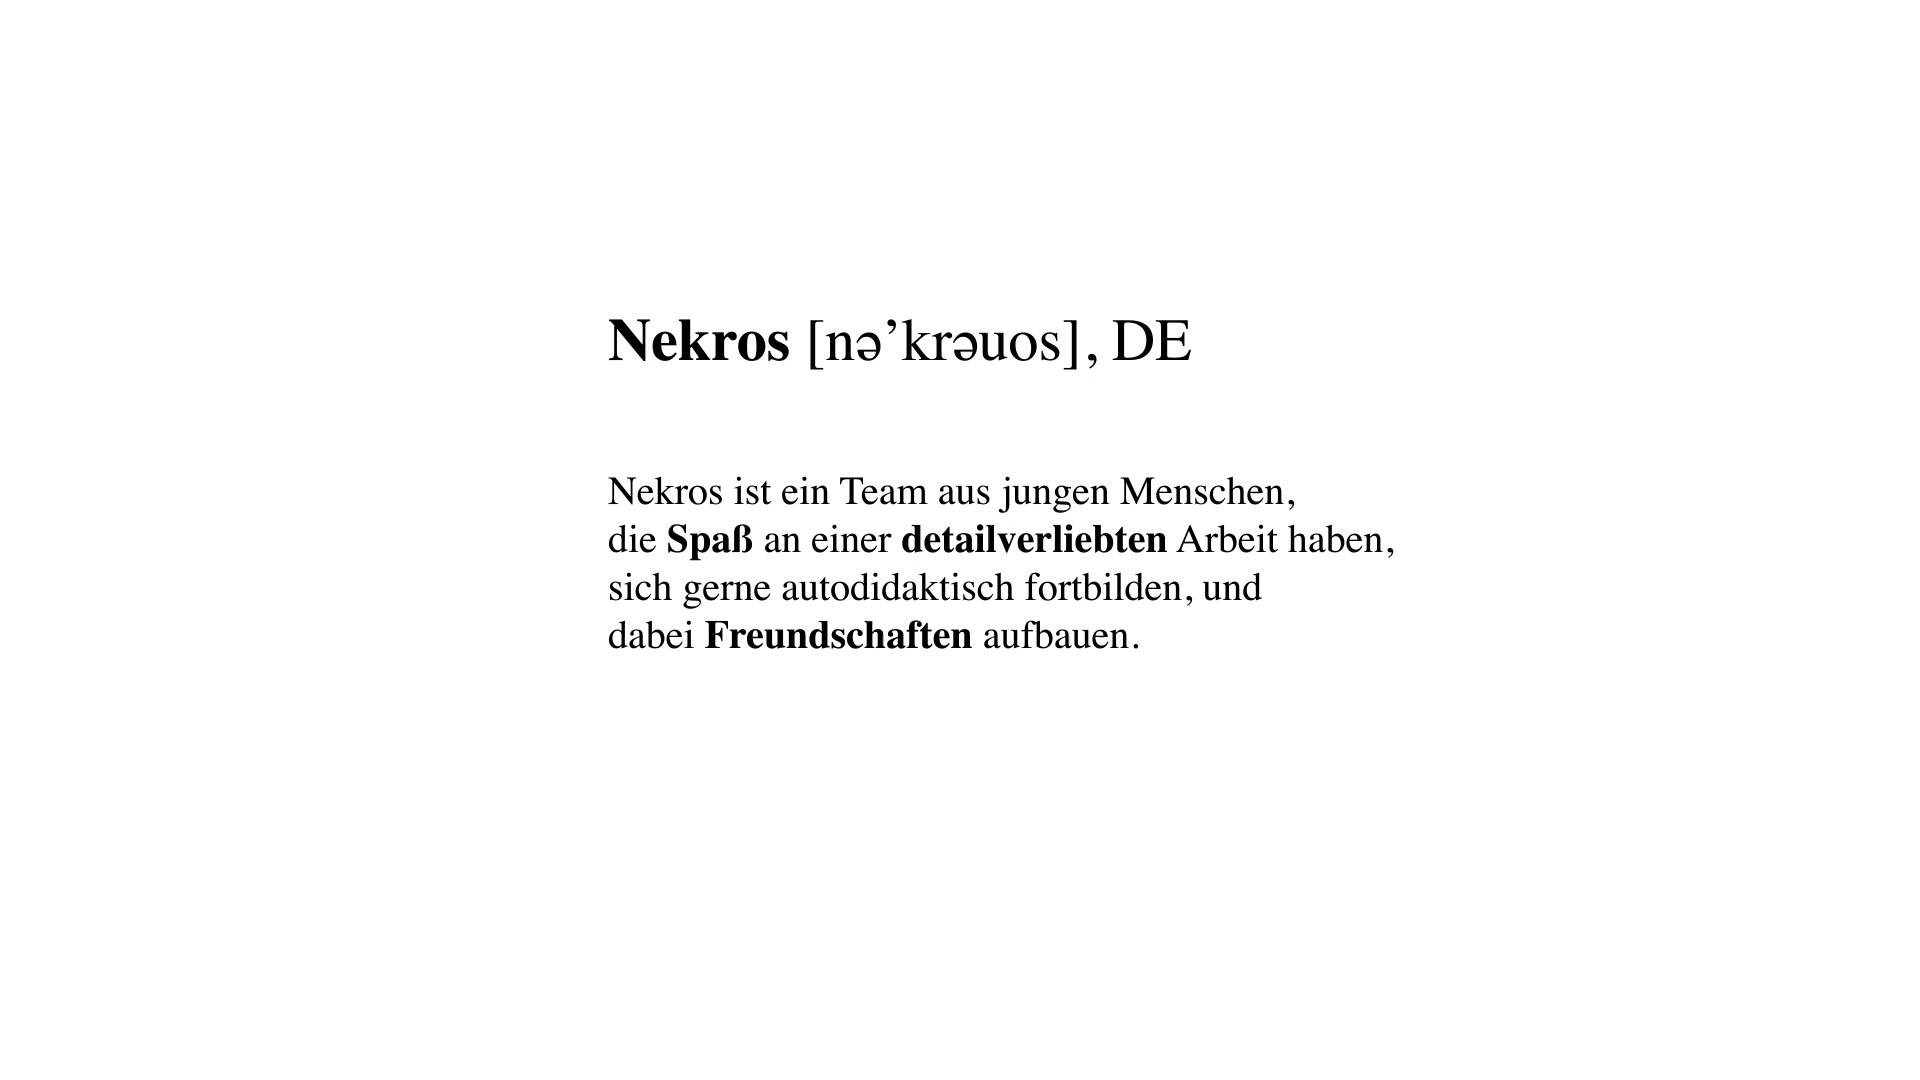 Nekros [nə’krəuos], DE
Nekros ist ein Team aus jungen Menschen,
die Spaß an einer detailverliebten Arbeit haben,
sich gerne autodidaktisch fortbilden, und
dabei Freundschaften aufbauen.